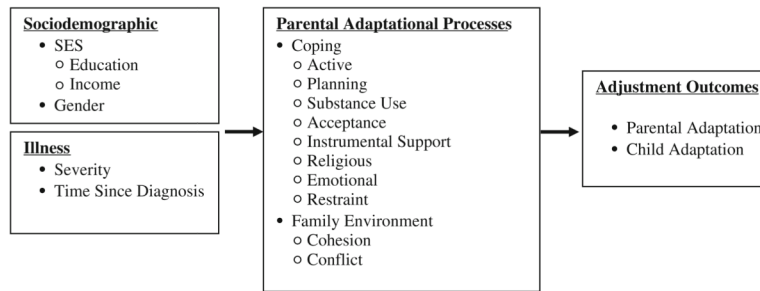 Sociodemographic
• SES
o Education
o Income
• Gender
Illness
• Severity
• Time Since Diagnosis
Parental Adaptational Processes
• Coping
o Active
o Planning
o Substance Use
o Acceptance
o Instrumental Support
o Religious
o Emotional
o Restraint
• Family Environment
o Cohesion
o Conflict
Adjustment Outcomes
• Parental Adaptation
• Child Adaptation